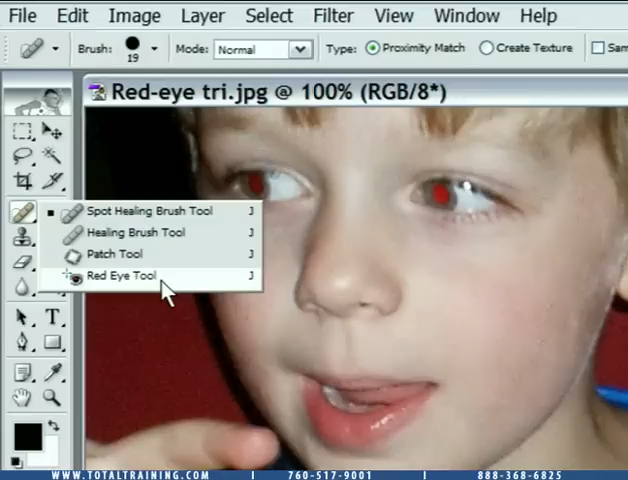 File Edit Image Layer Select Filter View Window Help
Brush: 19 Mode: Normal Type: Proximity Match Create Texture Sam
Red-eye tri.jpg @ 100% (RGB/8*)
Spot Healing Brush Tool J
Healing Brush Tool J
Patch Tool J
Red Eye Tool J
T
WWW.TOTALTRAINING.COM | 760-517-9001 | 888-368-6825